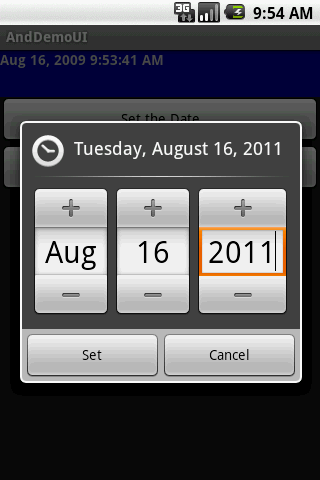 3G 9:54 AM
AndDemoUI
Aug 16, 2009 9:53:41 AM
Set the Date
Tuesday, August 16, 2011
+ + +
Aug 16 2011
- - -
Set Cancel